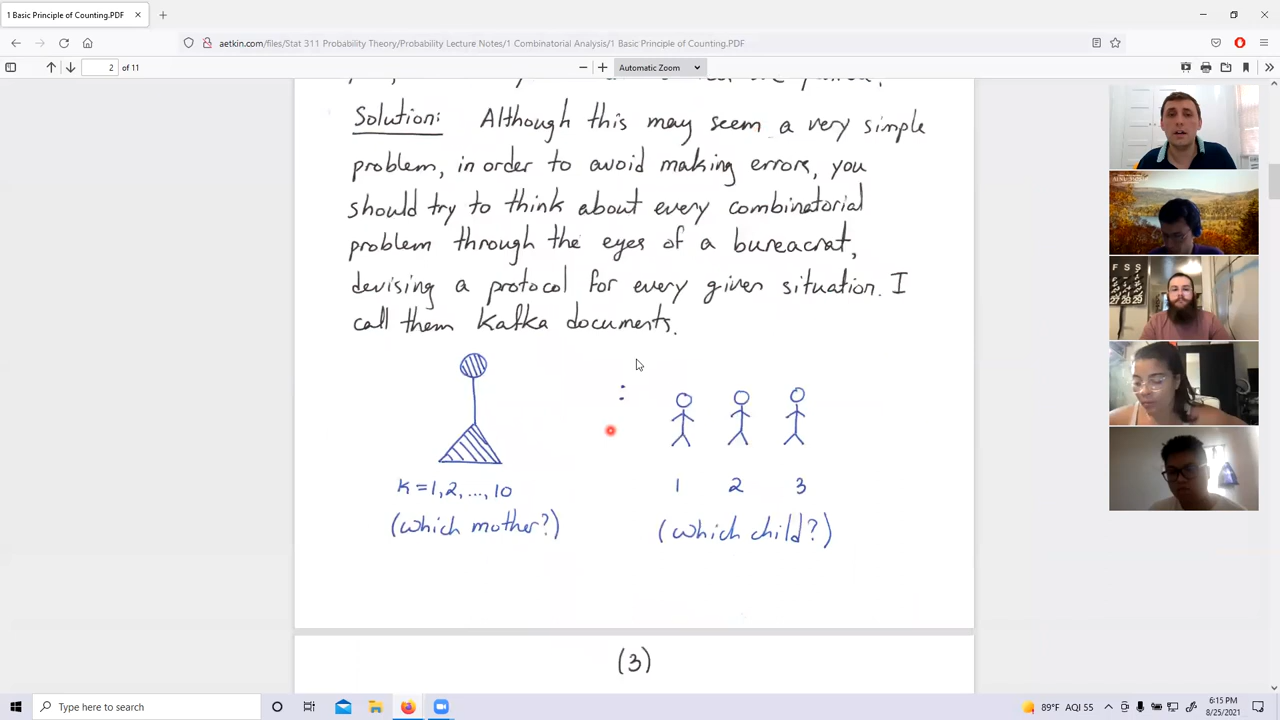 1 Basic Principle of Counting.PDF
aetkin.com/files/Stat 311 Probability Theory/Probability Lecture Notes/1 Combinatorial Analysis/1 Basic Principle of Counting.PDF
2 of 11
Automatic Zoom
Solution: Although this may seem a very simple
problem, in order to avoid making errors, you
should try to think about every combinatorial
problem through the eyes of a bureacrat,
devising a protocol for every given situation. I
call them Kafka documents.
:
K=1,2,...,10
1 2 3
(which mother?)
(which child?)
(3)
F S S
Type here to search
89°F AQI 55
6:15 PM
8/25/2021